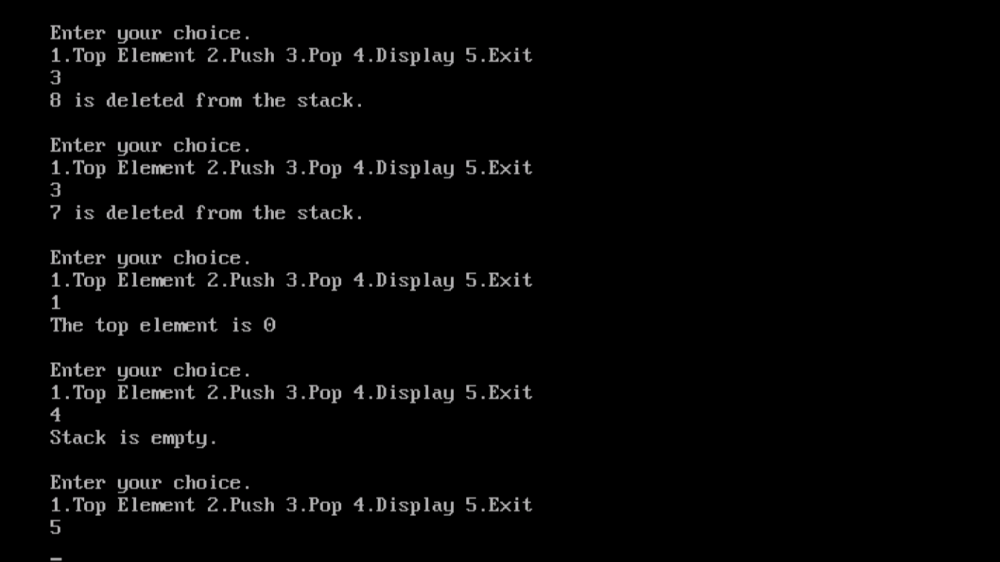 Enter your choice.
1.Top Element 2.Push 3.Pop 4.Display 5.Exit
3
8 is deleted from the stack.
Enter your choice.
1.Top Element 2.Push 3.Pop 4.Display 5.Exit
3
7 is deleted from the stack.
Enter your choice.
1.Top Element 2.Push 3.Pop 4.Display 5.Exit
1
The top element is 0
Enter your choice.
1.Top Element 2.Push 3.Pop 4.Display 5.Exit
4
Stack is empty.
Enter your choice.
1.Top Element 2.Push 3.Pop 4.Display 5.Exit
5
_